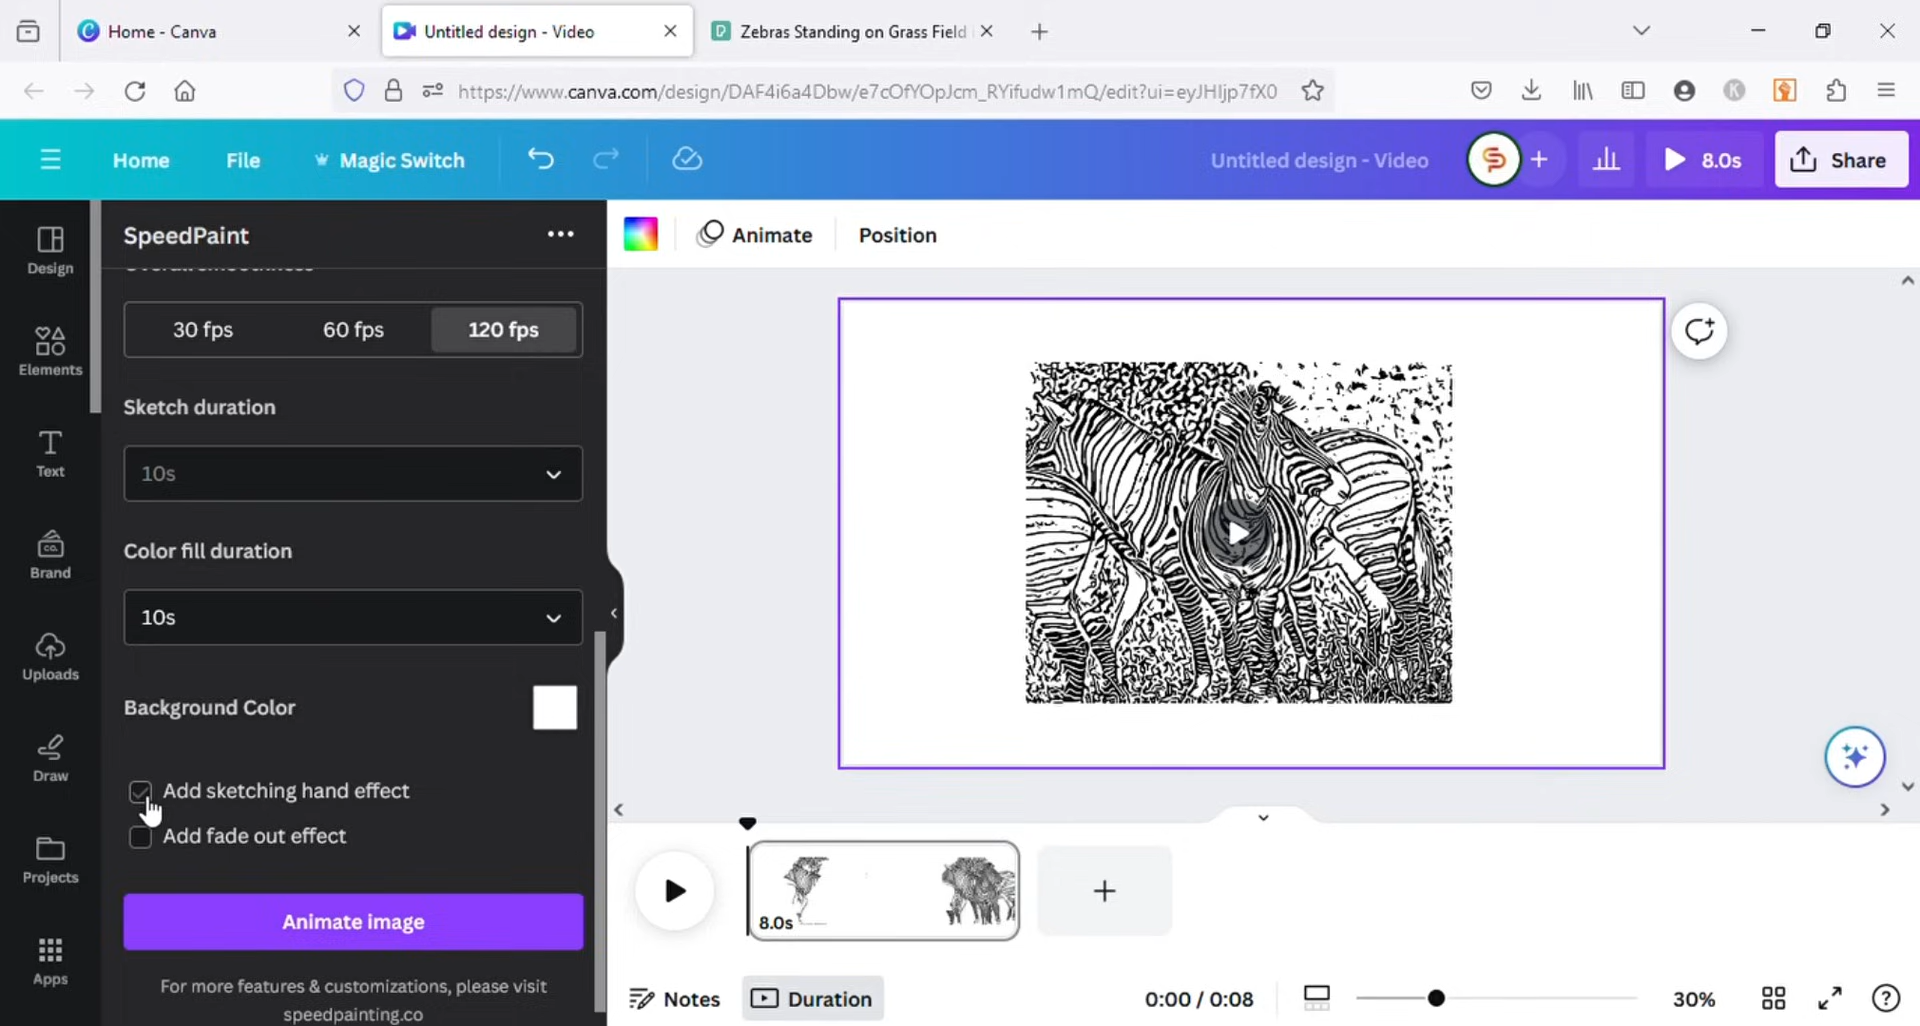 Home - Canva
Untitled design - Video
Zebras Standing on Grass Field
https://www.canva.com/design/DAF4i6a4Dbw/e7cOfYOpJcm_RYifudw1mQ/edit?ui=eyJHIjp7fX0
Home
File
Magic Switch
Untitled design - Video
8.0s
Share
SpeedPaint
Animate
Position
Design
Elements
Text
Brand
Uploads
Draw
Projects
Apps
Overall smoothness
30 fps
60 fps
120 fps
Sketch duration
10s
Color fill duration
10s
Background Color
Add sketching hand effect
Add fade out effect
Animate image
For more features & customizations, please visit
speedpainting.co
8.0s
Notes
Duration
0:00 / 0:08
30%